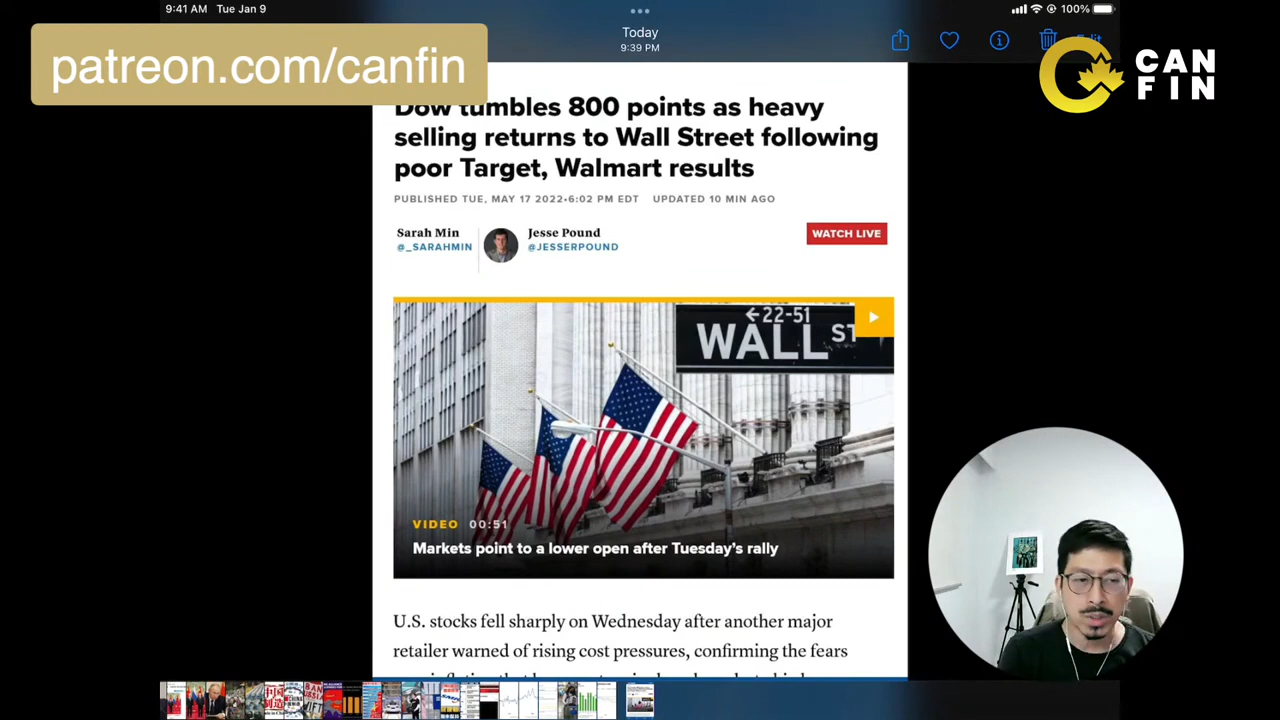 9:41 AM Tue Jan 9
100%
Today
9:39 PM
Edit
patreon.com/canfin
CAN
FIN
Dow tumbles 800 points as heavy
selling returns to Wall Street following
poor Target, Walmart results
PUBLISHED TUE, MAY 17 2022•6:02 PM EDT UPDATED 10 MIN AGO
Sarah Min
@_SARAHMIN
Jesse Pound
@JESSERPOUND
WATCH LIVE
←22-51
WALL ST
VIDEO 00:51
Markets point to a lower open after Tuesday's rally
U.S. stocks fell sharply on Wednesday after another major
retailer warned of rising cost pressures, confirming the fears